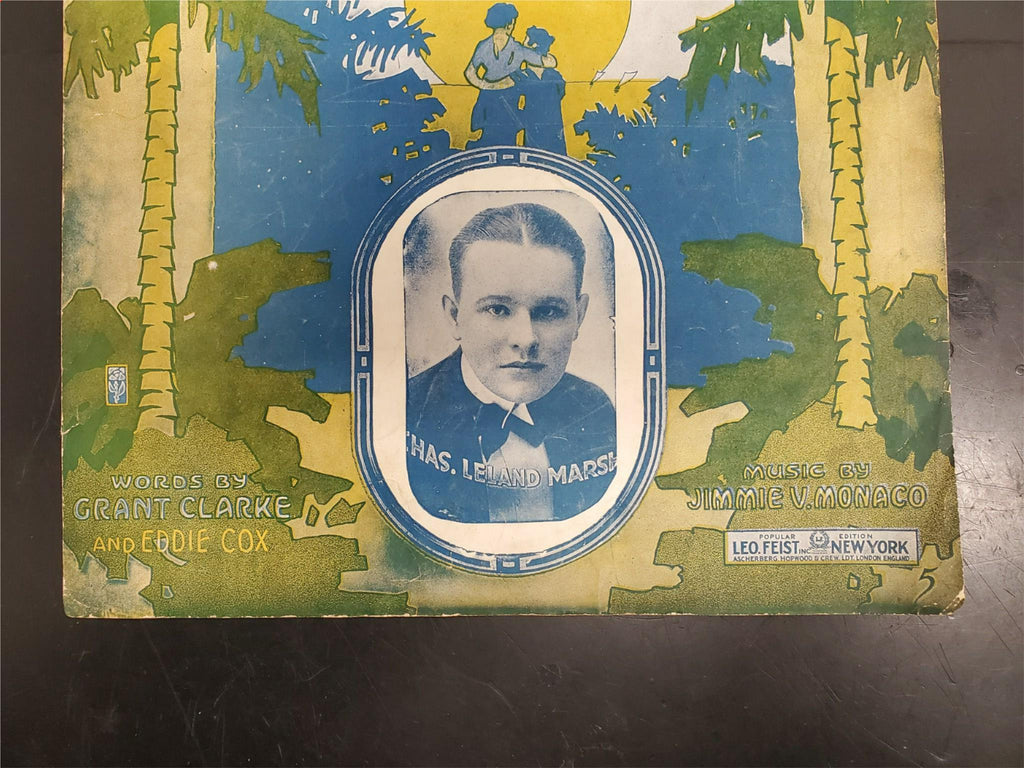 CHAS. LELAND MARSH
WORDS BY
GRANT CLARKE
AND EDDIE COX
MUSIC BY
JIMMIE V. MONACO
POPULAR EDITION
LEO. FEIST INC. NEW YORK
ASCHERBERG, HOPWOOD & CREW, LDT. LONDON ENGLAND
5